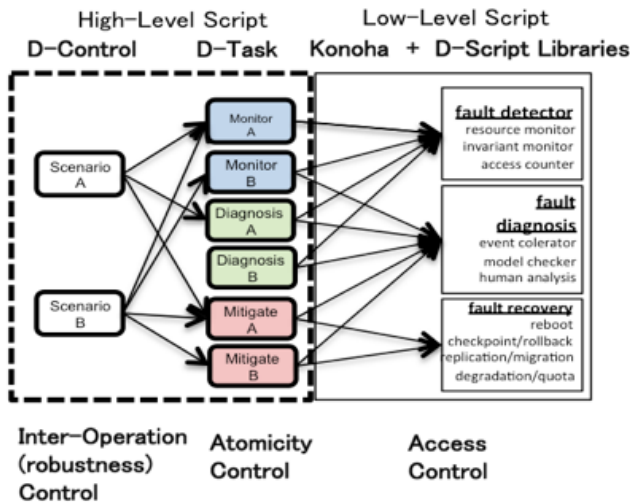 High-Level Script
Low-Level Script
D-Control
D-Task
Konoha + D-Script Libraries
Scenario
A
Scenario
B
Monitor
A
Monitor
B
Diagnosis
A
Diagnosis
B
Mitigate
A
Mitigate
B
fault detector
resource monitor
invariant monitor
access counter
fault
diagnosis
event colerator
model checker
human analysis
fault recovery
reboot
checkpoint/rollback
replication/migration
degradation/quota
Inter-Operation
(robustness)
Control
Atomicity
Control
Access
Control